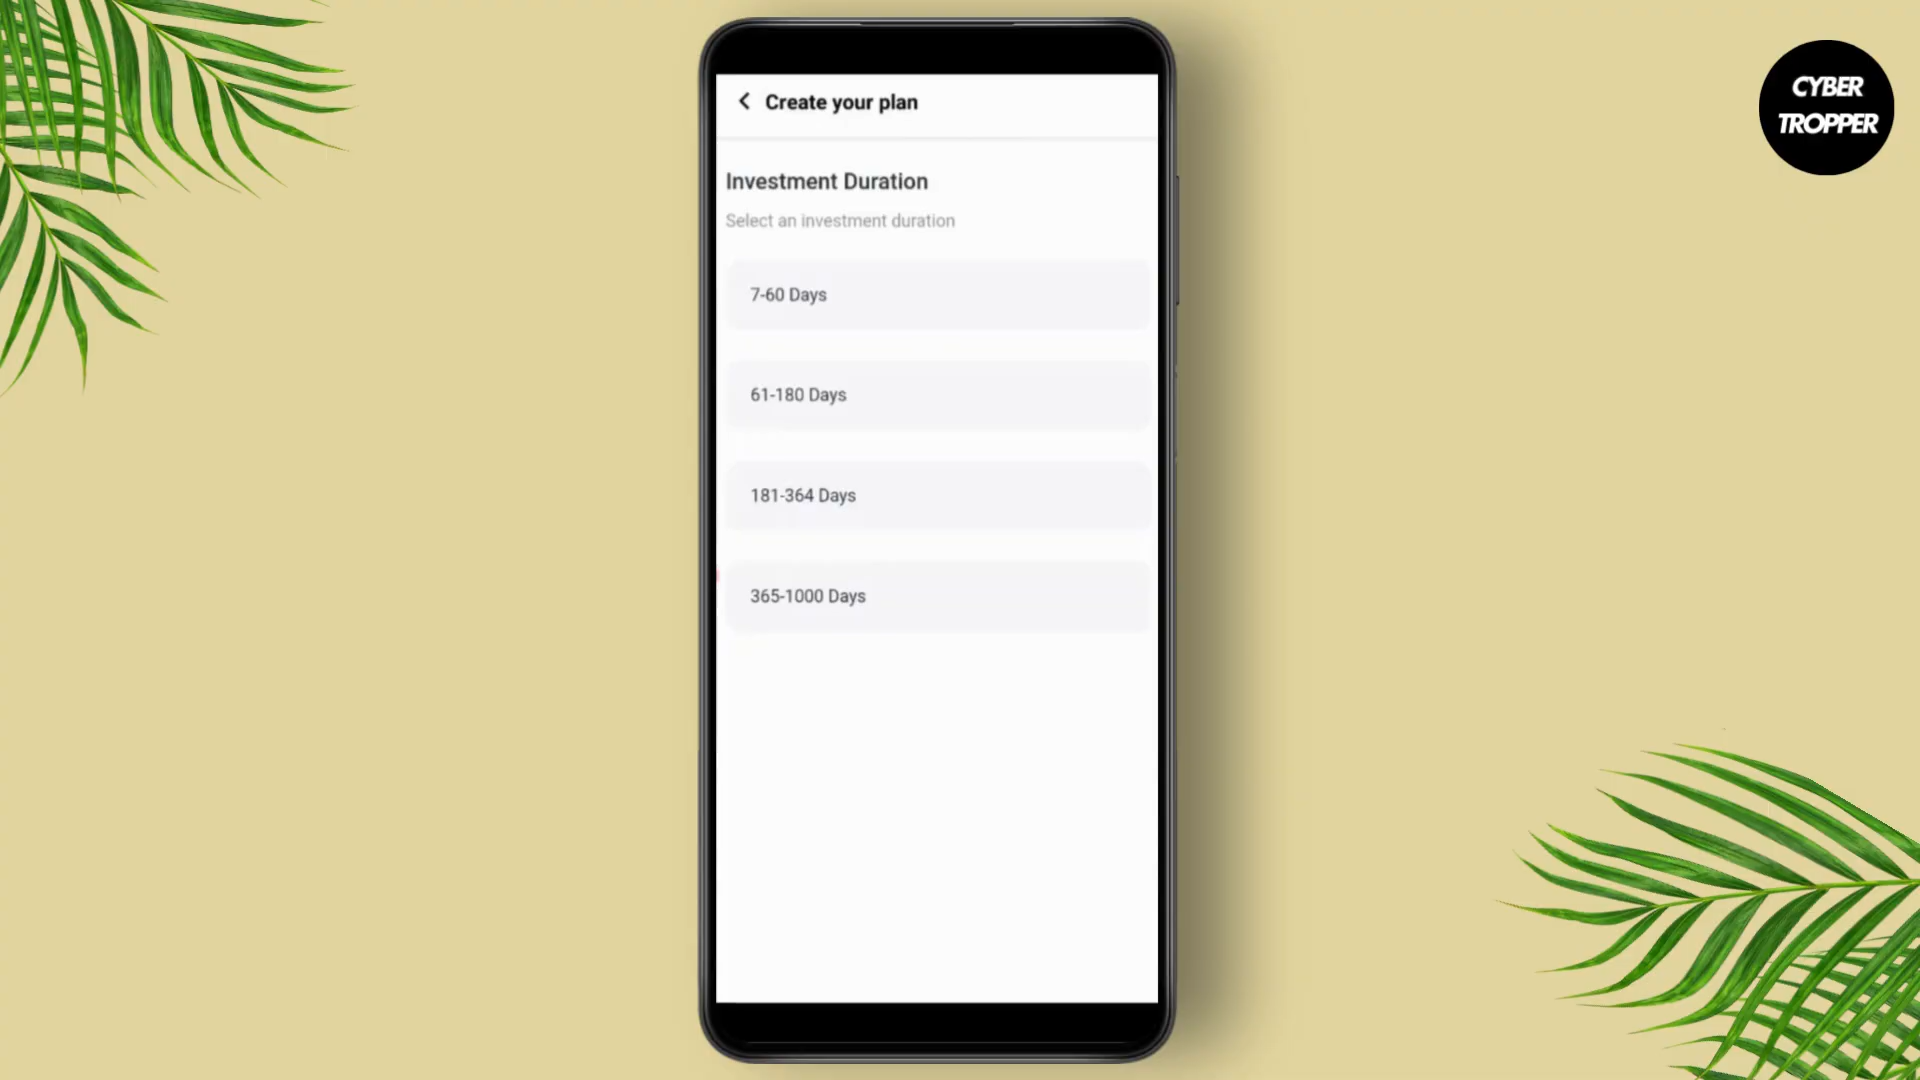 Create your plan
Investment Duration
Select an investment duration
7-60 Days
61-180 Days
181-364 Days
365-1000 Days
CYBER
TROPPER